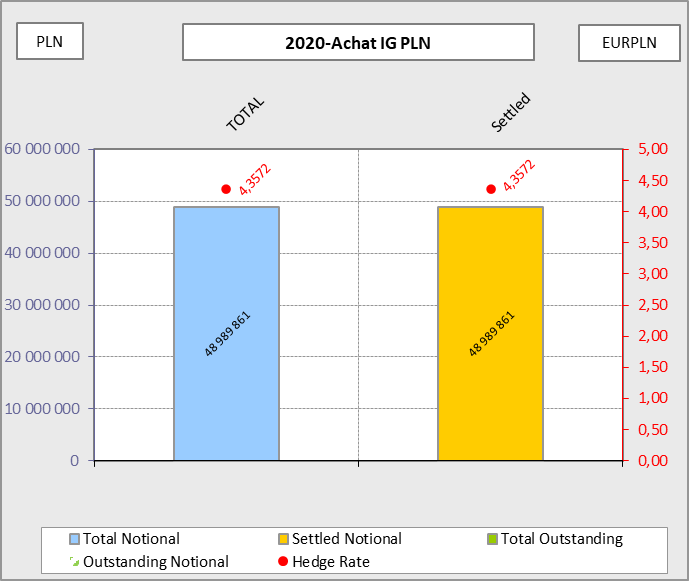 PLN
2020-Achat IG PLN
EURPLN
TOTAL
Settled
60 000 000
50 000 000
40 000 000
30 000 000
20 000 000
10 000 000
0
4,3572
4,3572
48 989 861
48 989 861
5,00
4,50
4,00
3,50
3,00
2,50
2,00
1,50
1,00
0,50
0,00
Total Notional
Settled Notional
Total Outstanding
Outstanding Notional
Hedge Rate